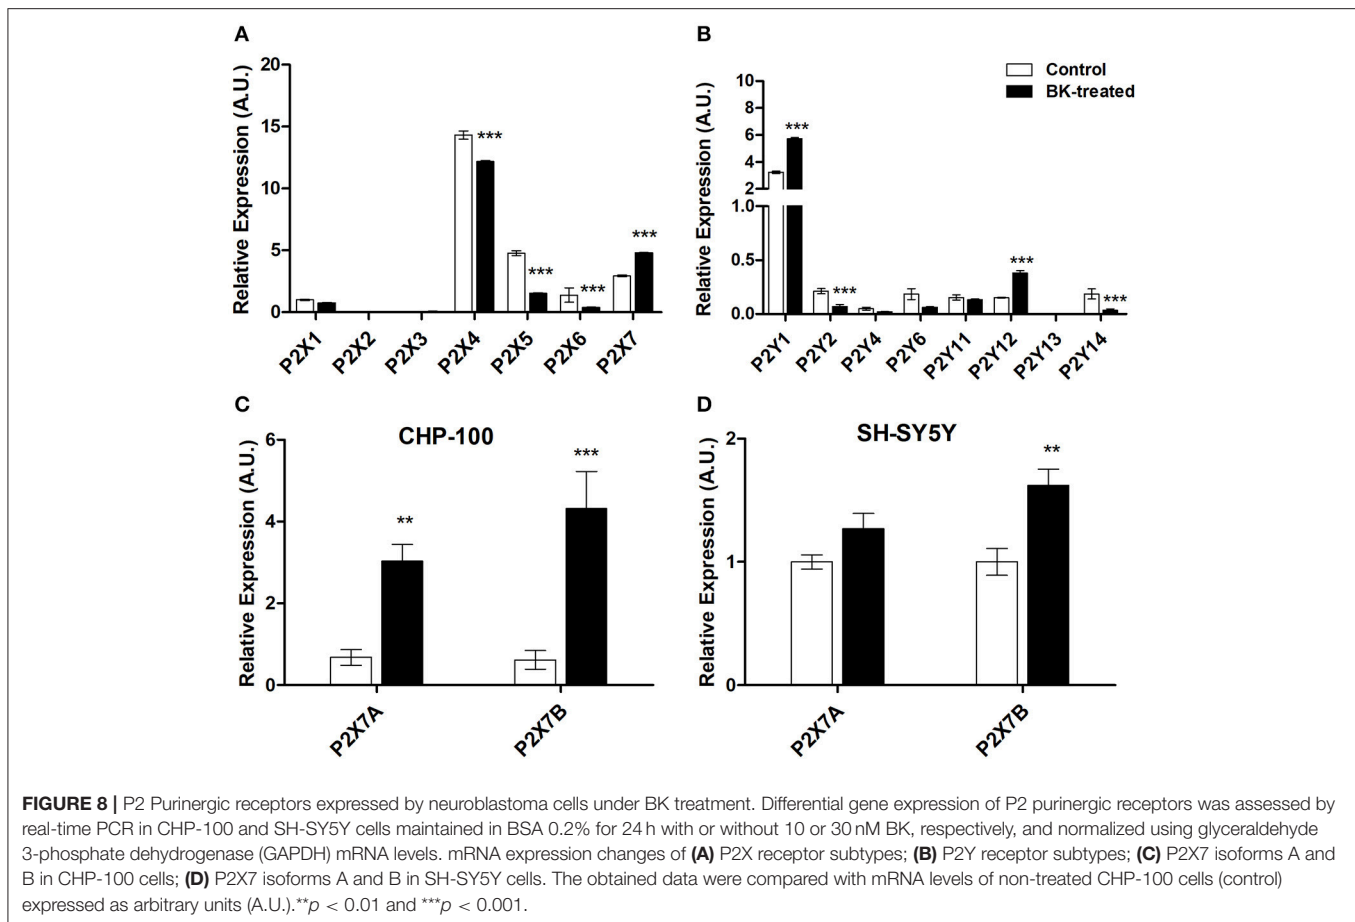 A
Relative Expression (A.U.)
20
15
10
5
0
***
***
***
***
P2X1
P2X2
P2X3
P2X4
P2X5
P2X6
P2X7
B
Control
BK-treated
Relative Expression (A.U.)
10
8
6
4
2
1.0
0.5
0.0
***
***
***
***
P2Y1
P2Y2
P2Y4
P2Y6
P2Y11
P2Y12
P2Y13
P2Y14
C
CHP-100
Relative Expression (A.U.)
6
4
2
0
**
***
P2X7A
P2X7B
D
SH-SY5Y
Relative Expression (A.U.)
2
1
0
**
P2X7A
P2X7B
FIGURE 8 | P2 Purinergic receptors expressed by neuroblastoma cells under BK treatment. Differential gene expression of P2 purinergic receptors was assessed by
real-time PCR in CHP-100 and SH-SY5Y cells maintained in BSA 0.2% for 24 h with or without 10 or 30 nM BK, respectively, and normalized using glyceraldehyde
3-phosphate dehydrogenase (GAPDH) mRNA levels. mRNA expression changes of (A) P2X receptor subtypes; (B) P2Y receptor subtypes; (C) P2X7 isoforms A and
B in CHP-100 cells; (D) P2X7 isoforms A and B in SH-SY5Y cells. The obtained data were compared with mRNA levels of non-treated CHP-100 cells (control)
expressed as arbitrary units (A.U.).**p < 0.01 and ***p < 0.001.